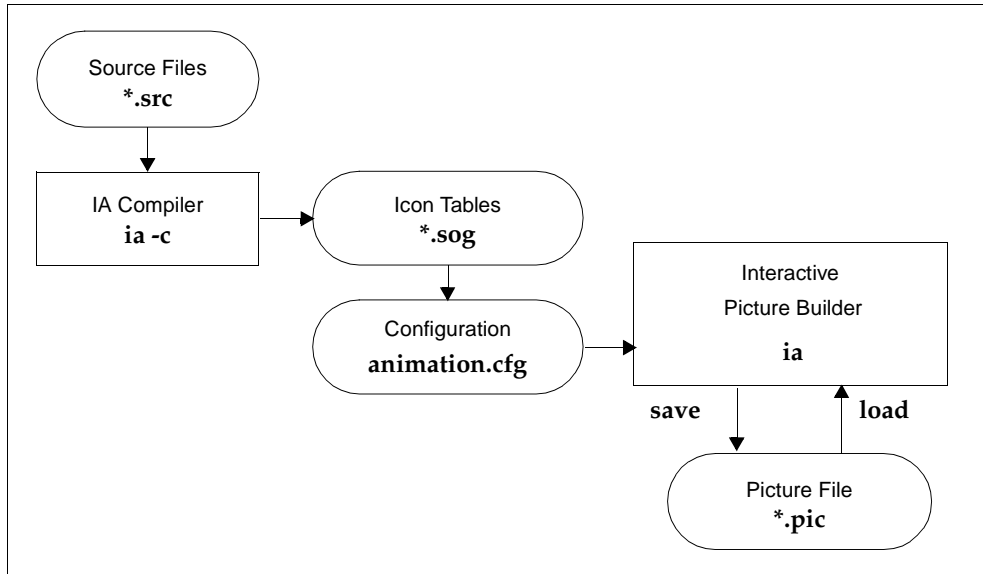 Source Files
*.src
IA Compiler
ia -c
Icon Tables
*.sog
Configuration
animation.cfg
Interactive
Picture Builder
ia
save
load
Picture File
*.pic